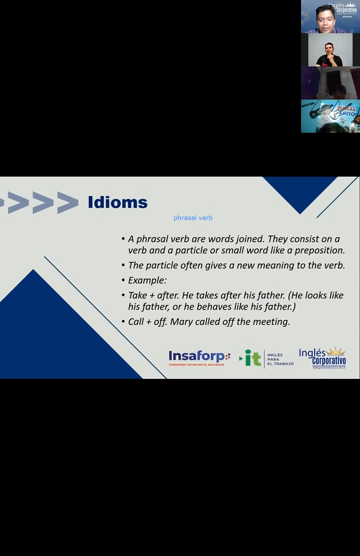 Inglés
Corporativo
>>>> Idioms
phrasal verb
• A phrasal verb are words joined. They consist on a
verb and a particle or small word like a preposition.
• The particle often gives a new meaning to the verb.
• Example:
• Take + after. He takes after his father. (He looks like
his father, or he behaves like his father.)
• Call + off. Mary called off the meeting.
Insaforp
it
INGLÉS
PARA
EL TRABAJO
Inglés
Corporativo